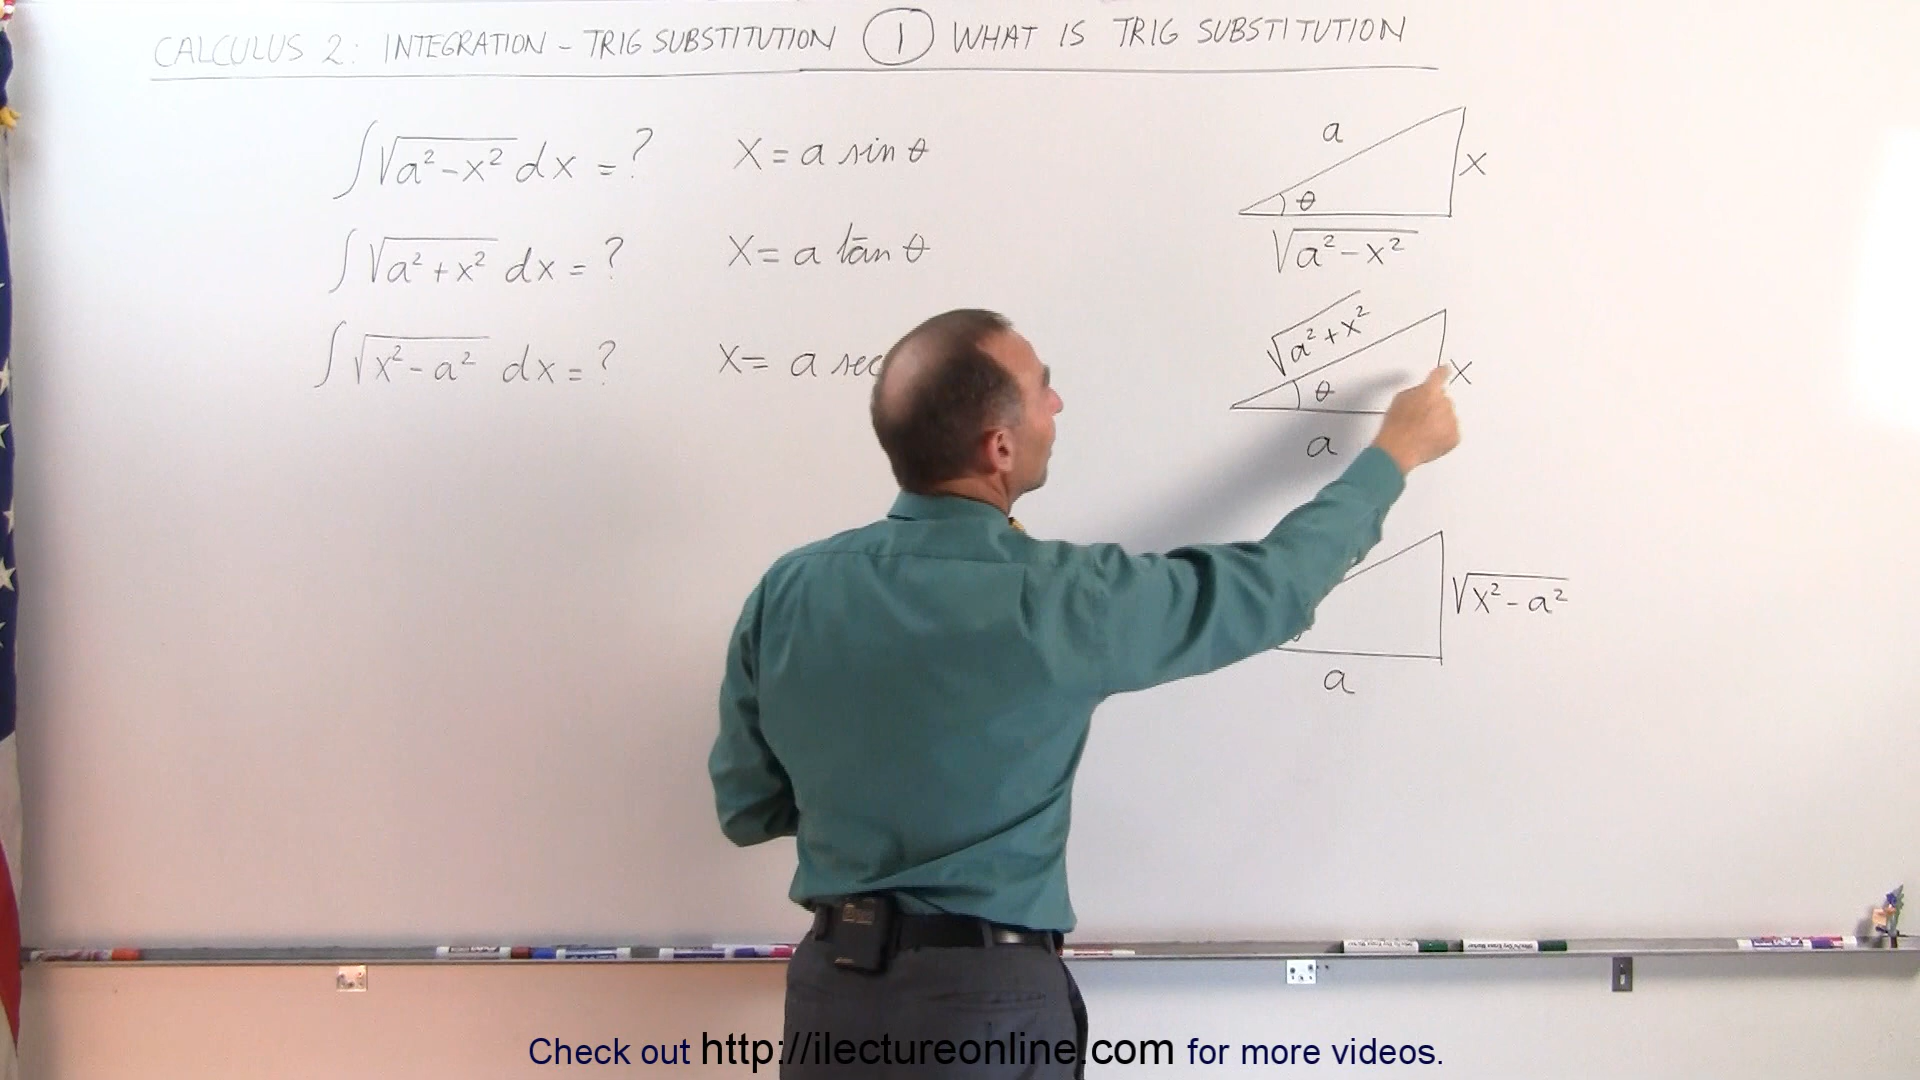 CALCULUS 2: INTEGRATION - TRIG SUBSTITUTION ① WHAT IS TRIG SUBSTITUTION
∫√(a²-x²) dx = ? x = a sin θ
∫√(a²+x²) dx = ? x = a tan θ
∫√(x²-a²) dx = ? x = a sec
a
x
θ
√(a²-x²)
√(a²+x²)
x
θ
a
√(x²-a²)
a
Check out http://ilectureonline.com for more videos.